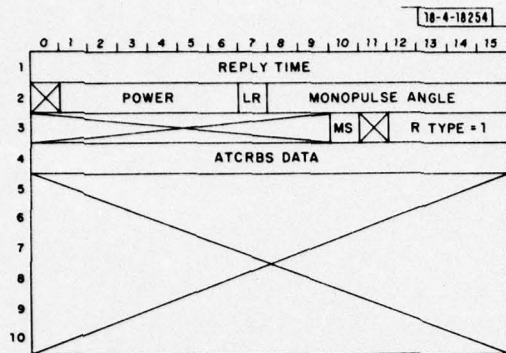 18-4-18254
0 1 2 3 4 5 6 7 8 9 10 11 12 13 14 15
1 REPLY TIME
2 POWER LR MONOPULSE ANGLE
3 MS R TYPE = 1
4 ATCRBS DATA
5
6
7
8
9
10